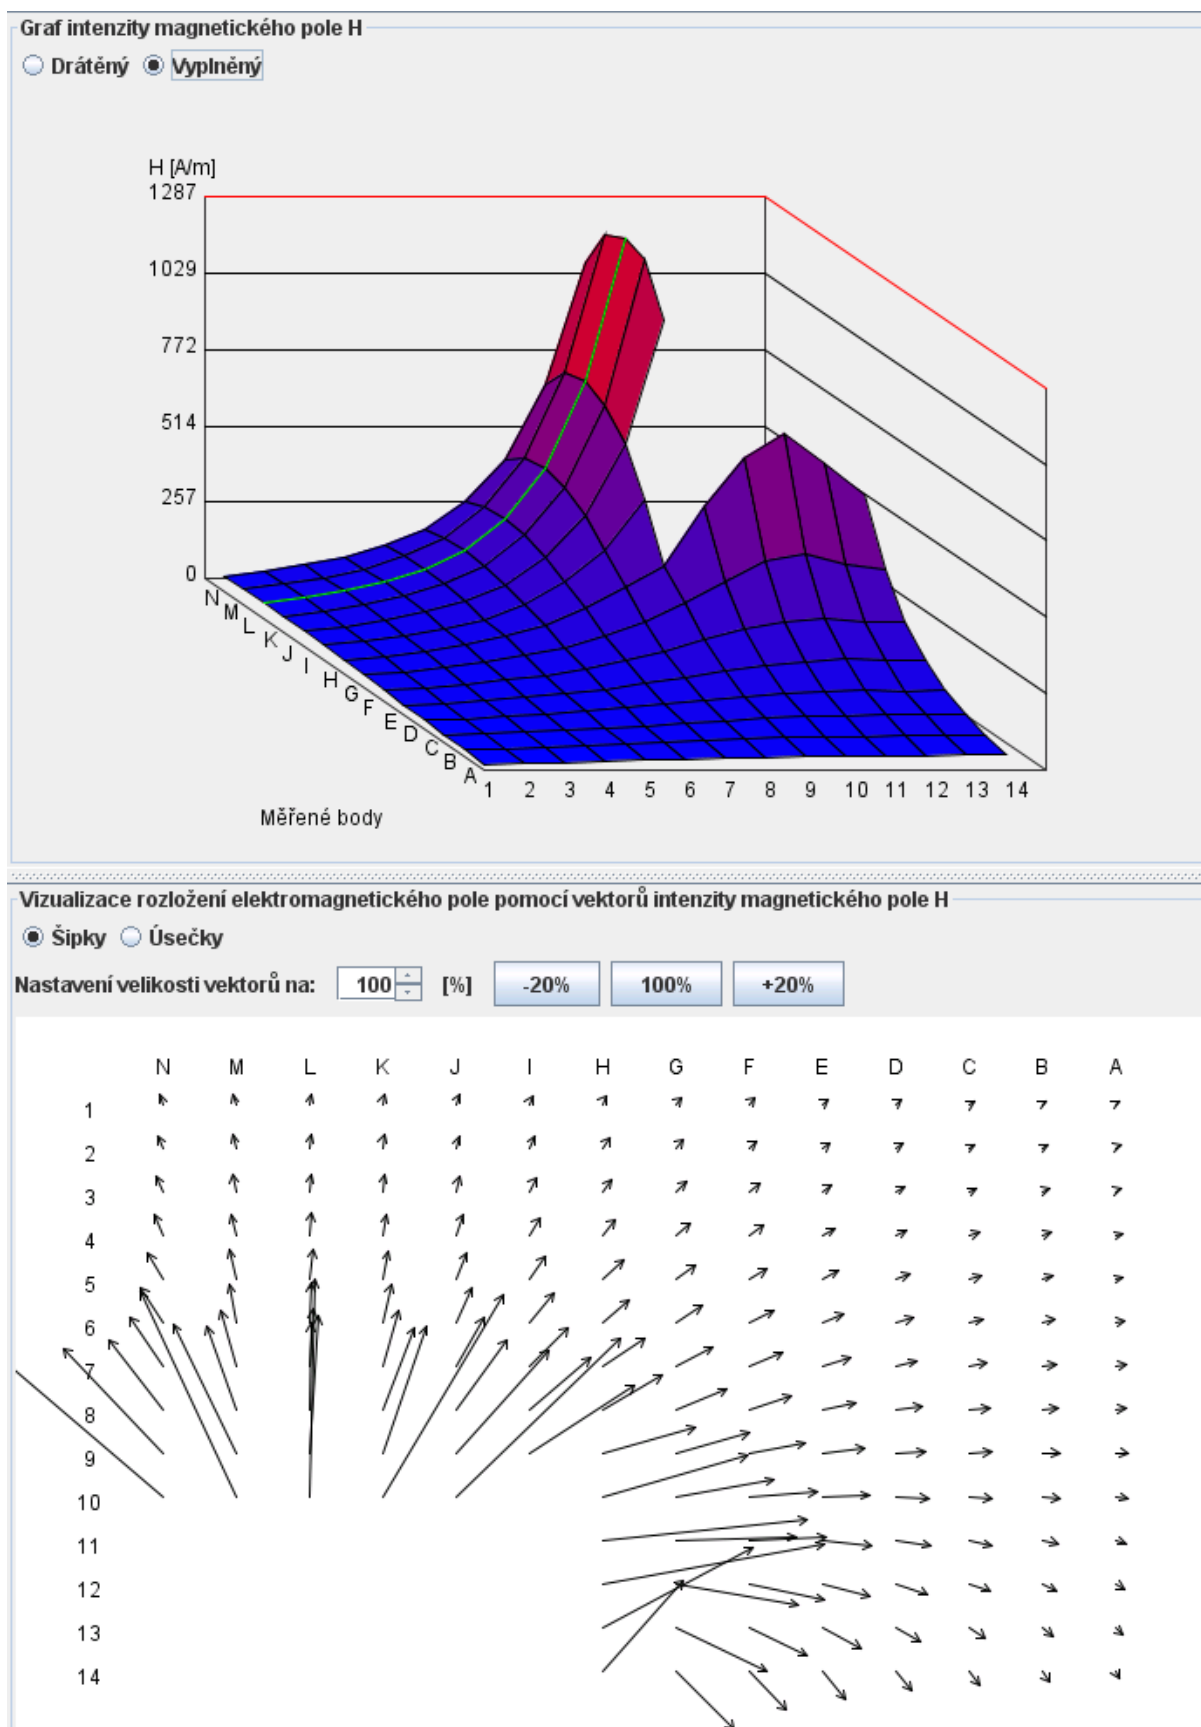 Graf intenzity magnetického pole H
Drátěný Vyplněný
H [A/m]
1287
1029
772
514
257
0
N
M
L
K
J
I
H
G
F
E
D
C
B
A
1 2 3 4 5 6 7 8 9 10 11 12 13 14
Měřené body
Vizualizace rozložení elektromagnetického pole pomocí vektorů intenzity magnetického pole H
Šipky Úsečky
Nastavení velikosti vektorů na: 100 [%] -20% 100% +20%
N M L K J I H G F E D C B A
1
2
3
4
5
6
7
8
9
10
11
12
13
14